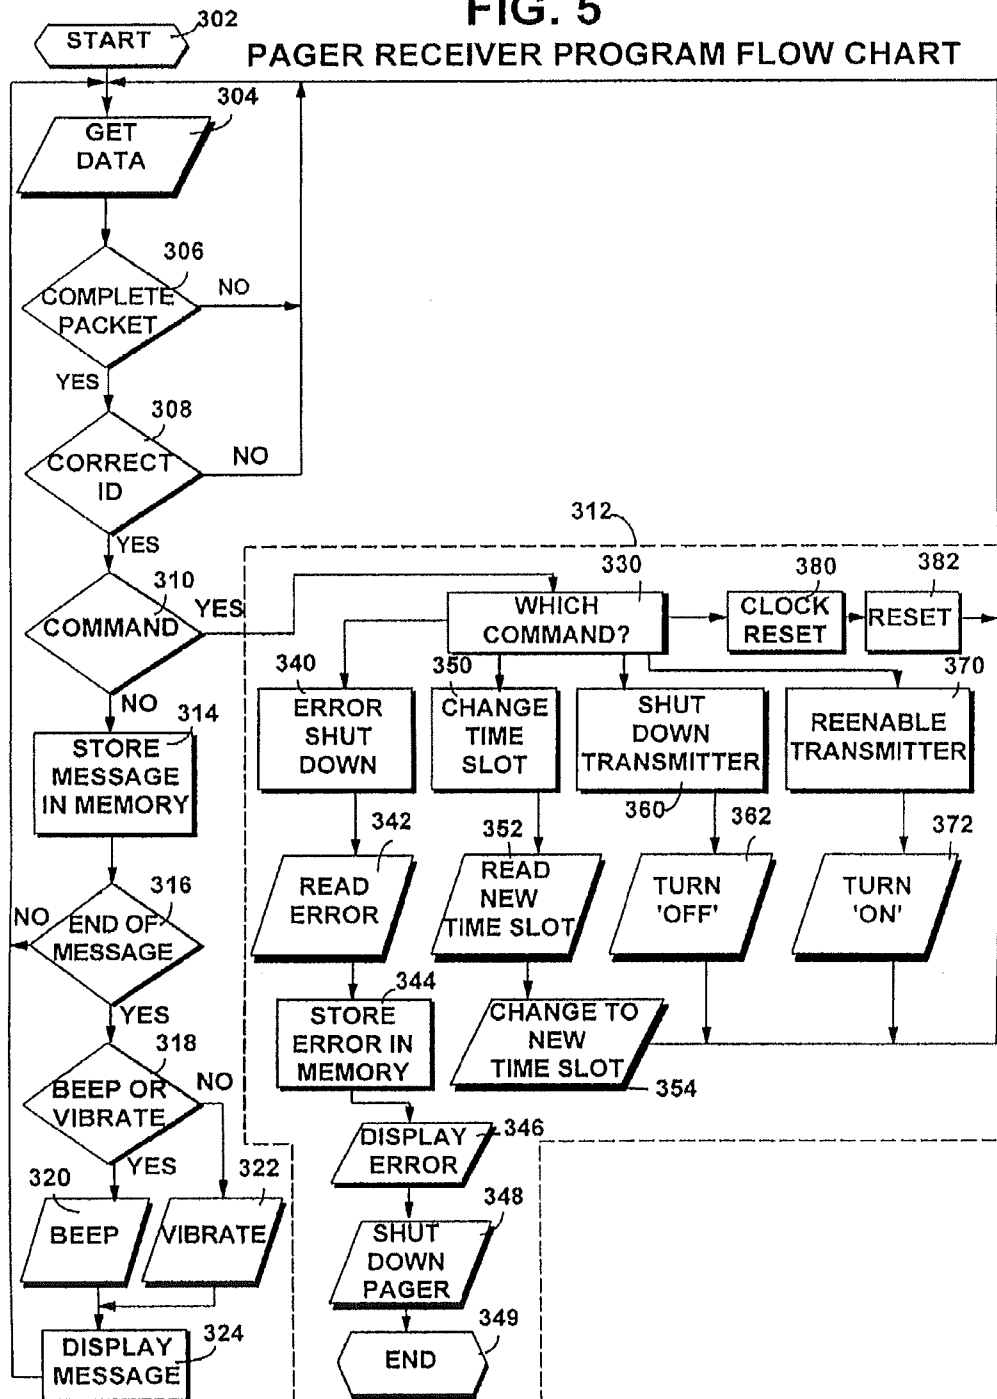 FIG. 5
PAGER RECEIVER PROGRAM FLOW CHART
302
START
304
GET
DATA
306
COMPLETE
PACKET
NO
YES
308
CORRECT
ID
NO
YES
310
COMMAND
YES
NO
312
330
WHICH
COMMAND?
380
CLOCK
RESET
382
RESET
314
STORE
MESSAGE
IN MEMORY
340
ERROR
SHUT
DOWN
350
CHANGE
TIME
SLOT
SHUT
DOWN
TRANSMITTER
360
370
REENABLE
TRANSMITTER
342
READ
ERROR
352
READ
NEW
TIME SLOT
362
TURN
'OFF'
372
TURN
'ON'
316
NO
END OF
MESSAGE
YES
344
STORE
ERROR IN
MEMORY
CHANGE TO
NEW
TIME SLOT
354
318
BEEP OR
VIBRATE
NO
YES
346
DISPLAY
ERROR
320
BEEP
322
VIBRATE
348
SHUT
DOWN
PAGER
324
DISPLAY
MESSAGE
349
END